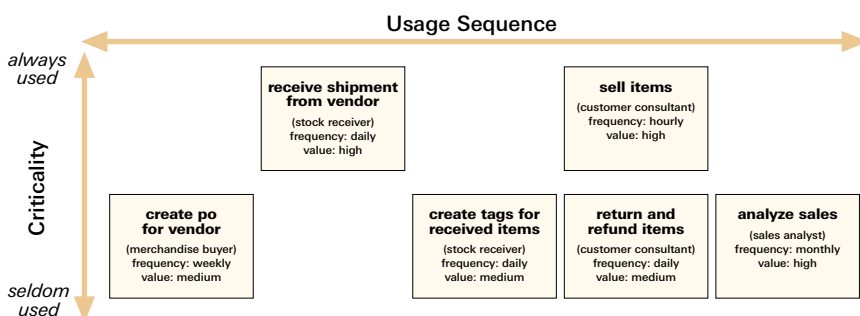 Usage Sequence
always
used
Criticality
seldom
used
receive shipment
from vendor
(stock receiver)
frequency: daily
value: high
sell items
(customer consultant)
frequency: hourly
value: high
create po
for vendor
(merchandise buyer)
frequency: weekly
value: medium
create tags for
received items
(stock receiver)
frequency: daily
value: medium
return and
refund items
(customer consultant)
frequency: daily
value: medium
analyze sales
(sales analyst)
frequency: monthly
value: high